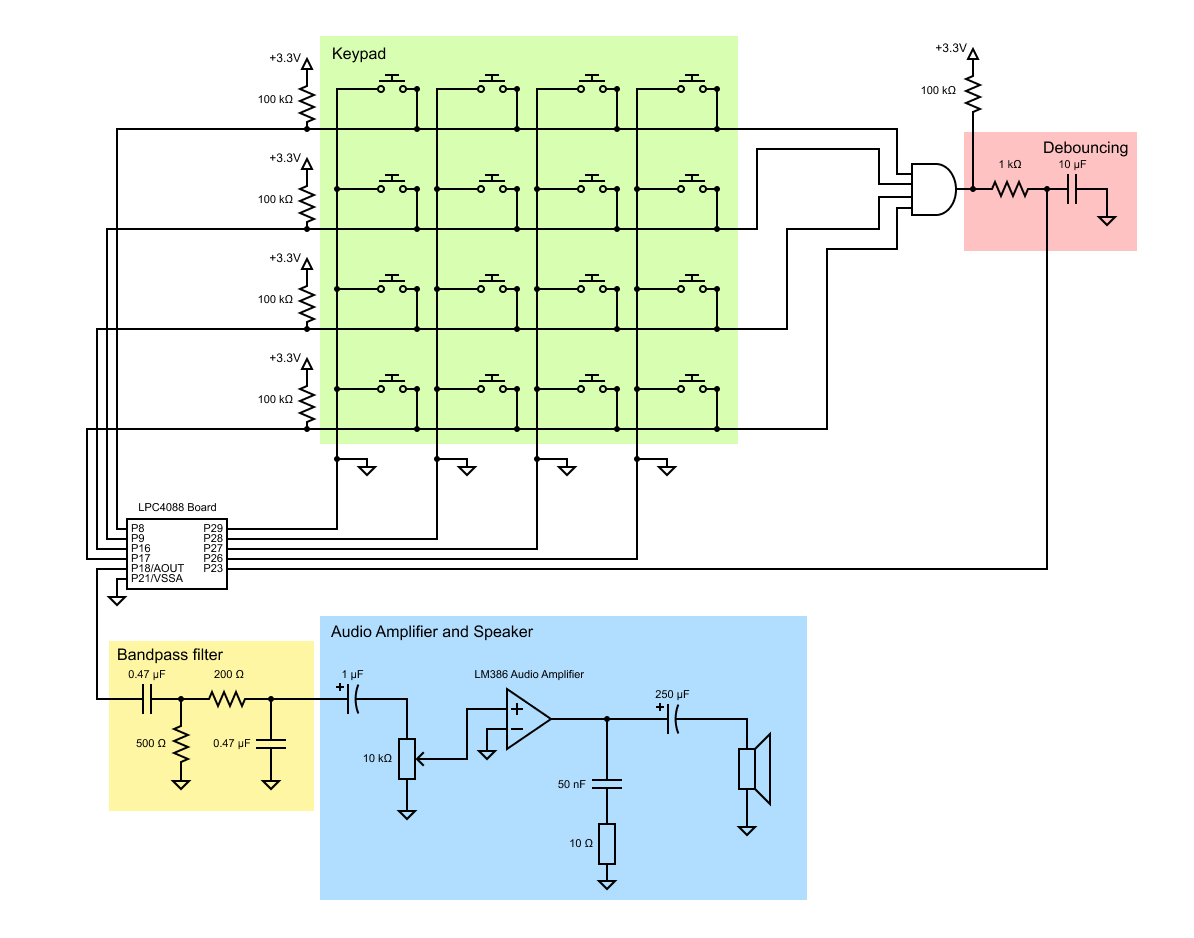 Keypad
+3.3V
100 kΩ
+3.3V
100 kΩ
+3.3V
100 kΩ
+3.3V
100 kΩ
+3.3V
100 kΩ
Debouncing
1 kΩ
10 µF
LPC4088 Board
P8 P29
P9 P28
P16 P27
P17 P26
P18/AOUT P23
P21/VSSA
Bandpass filter
0.47 µF
200 Ω
500 Ω
0.47 µF
Audio Amplifier and Speaker
1 µF
+
10 kΩ
LM386 Audio Amplifier
+
−
250 µF
+
50 nF
10 Ω